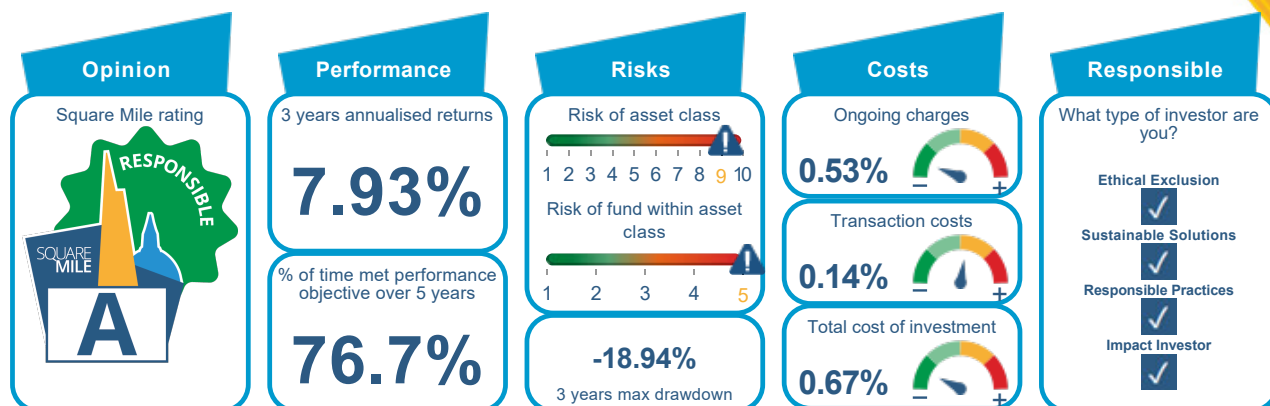 Opinion
Square Mile rating
RESPONSIBLE
SQUARE
MILE
A
Performance
3 years annualised returns
7.93%
% of time met performance
objective over 5 years
76.7%
Risks
Risk of asset class
1 2 3 4 5 6 7 8 9 10
Risk of fund within asset
class
1 2 3 4 5
-18.94%
3 years max drawdown
Costs
Ongoing charges
0.53%
– +
Transaction costs
0.14%
– +
Total cost of investment
0.67%
– +
Responsible
What type of investor are
you?
Ethical Exclusion
Sustainable Solutions
Responsible Practices
Impact Investor